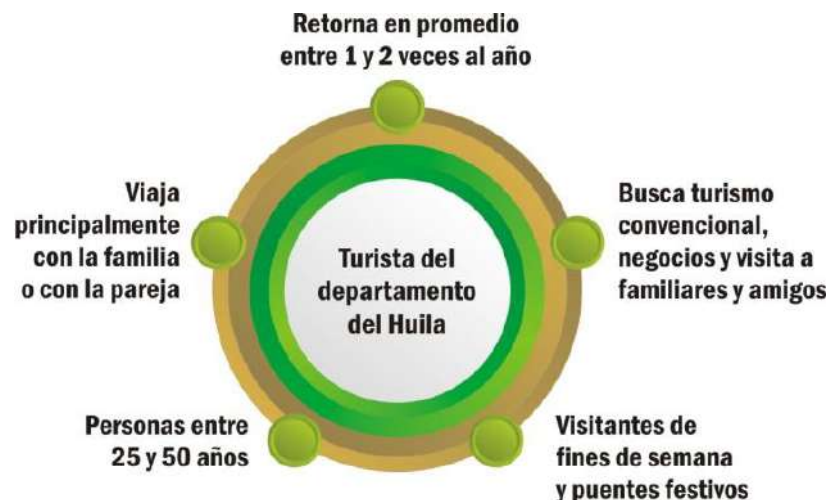 Retorna en promedio
entre 1 y 2 veces al año
Viaja
principalmente
con la familia
o con la pareja
Busca turismo
convencional,
negocios y visita a
familiares y amigos
Turista del
departamento
del Huila
Personas entre
25 y 50 años
Visitantes de
fines de semana
y puentes festivos